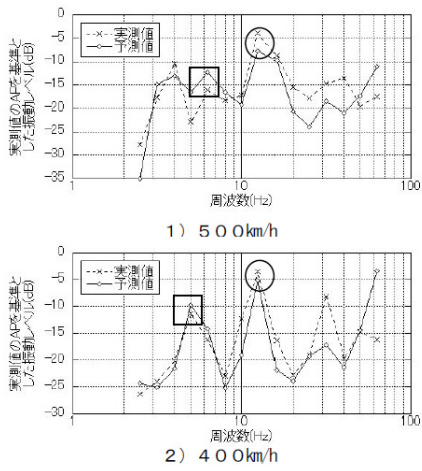 実測値のAPを基準と
した振動レベル(dB)
-5
-10
-15
-20
-25
-30
-35
実測値
予測値
1
10
100
周波数(Hz)
1）500km/h
実測値のAPを基準と
した振動レベル(dB)
0
-5
-10
-15
-20
-25
-30
実測値
予測値
1
10
100
周波数(Hz)
2）400km/h